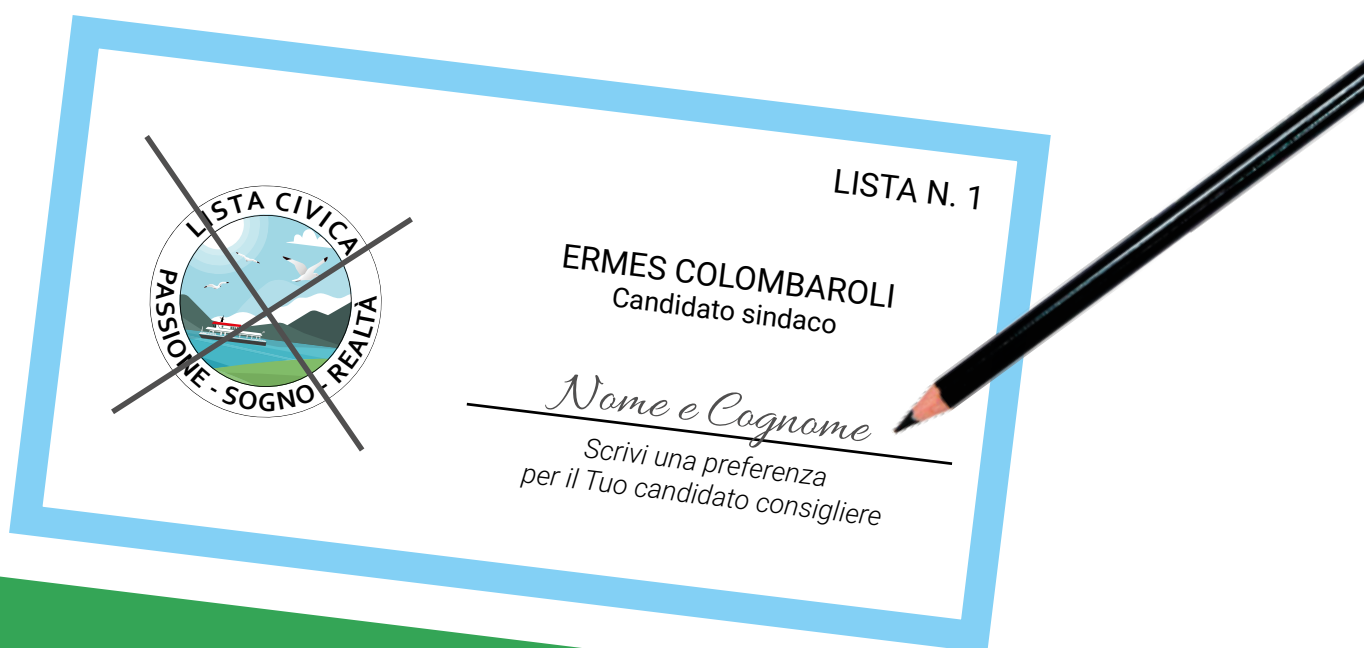 LISTA CIVICA
PASSIONE - SOGNO - REALTÀ
LISTA N. 1
ERMES COLOMBAROLI
Candidato sindaco
Nome e Cognome
Scrivi una preferenza
per il Tuo candidato consigliere